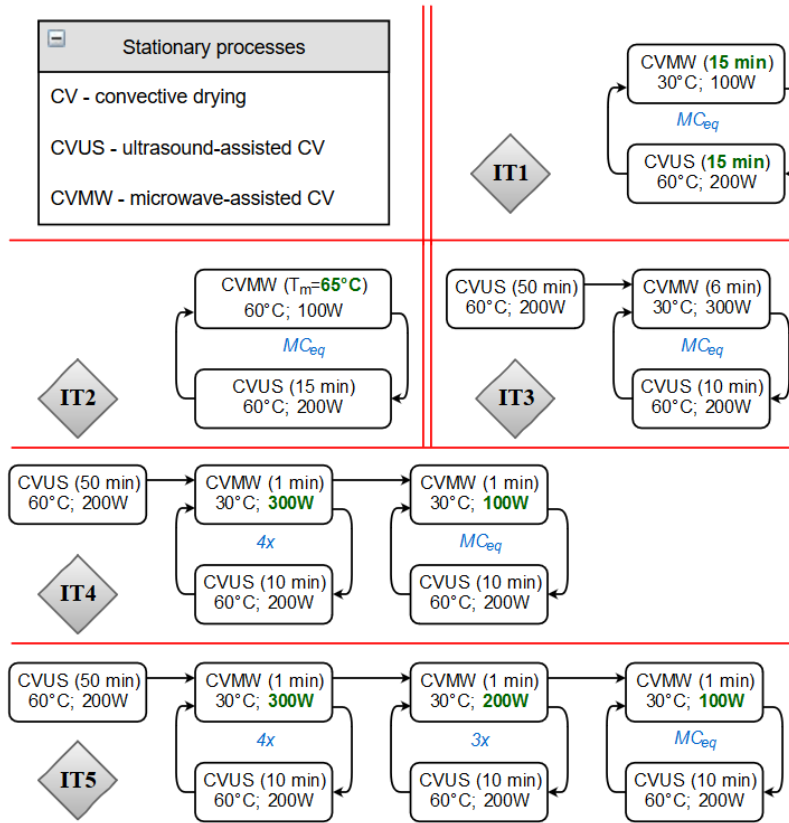 Stationary processes
CV - convective drying
CVUS - ultrasound-assisted CV
CVMW - microwave-assisted CV
CVMW (15 min)
30°C; 100W
MCeq
CVUS (15 min)
60°C; 200W
IT1
CVMW (Tm=65°C)
60°C; 100W
MCeq
CVUS (15 min)
60°C; 200W
IT2
CVUS (50 min)
60°C; 200W
CVMW (6 min)
30°C; 300W
MCeq
CVUS (10 min)
60°C; 200W
IT3
CVUS (50 min)
60°C; 200W
CVMW (1 min)
30°C; 300W
4x
CVUS (10 min)
60°C; 200W
CVMW (1 min)
30°C; 100W
MCeq
CVUS (10 min)
60°C; 200W
IT4
CVUS (50 min)
60°C; 200W
CVMW (1 min)
30°C; 300W
4x
CVUS (10 min)
60°C; 200W
CVMW (1 min)
30°C; 200W
3x
CVUS (10 min)
60°C; 200W
CVMW (1 min)
30°C; 100W
MCeq
CVUS (10 min)
60°C; 200W
IT5